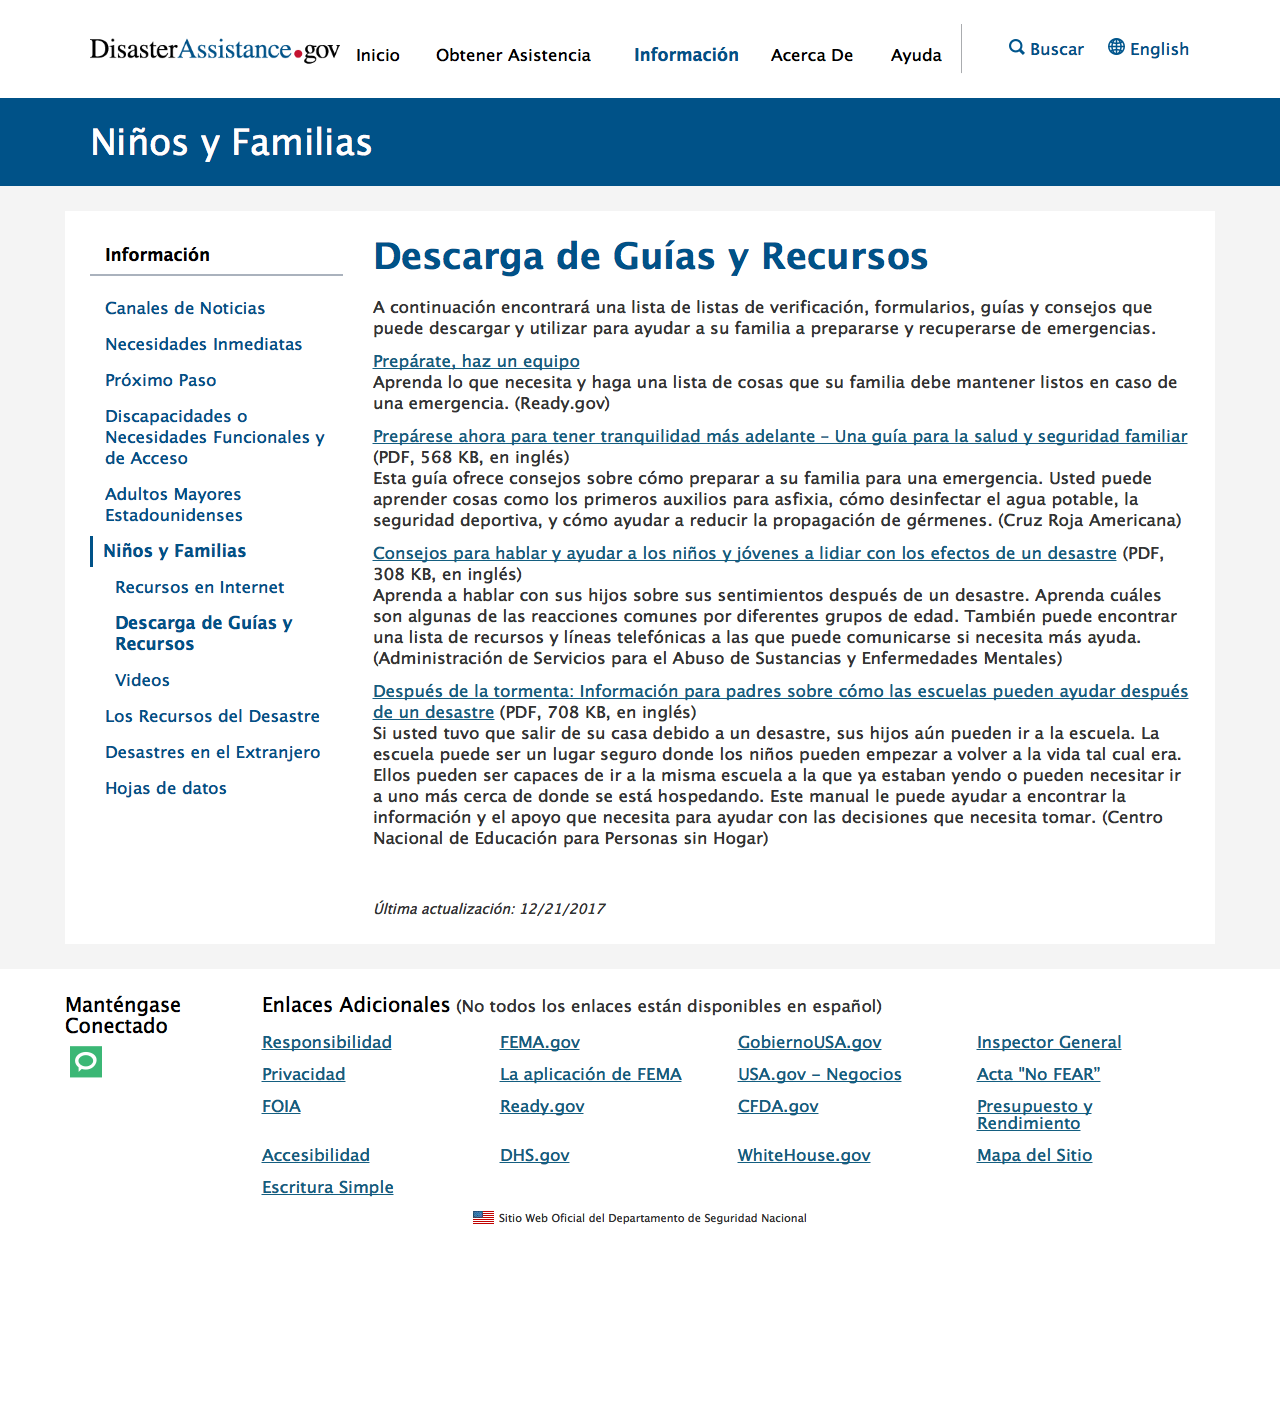 DisasterAssistance.gov
Inicio
Obtener Asistencia
Información
Acerca De
Ayuda
Buscar
English
Niños y Familias
Información
Canales de Noticias
Necesidades Inmediatas
Próximo Paso
Discapacidades o
Necesidades Funcionales y
de Acceso
Adultos Mayores
Estadounidenses
Niños y Familias
Recursos en Internet
Descarga de Guías y
Recursos
Videos
Los Recursos del Desastre
Desastres en el Extranjero
Hojas de datos
Descarga de Guías y Recursos
A continuación encontrará una lista de listas de verificación, formularios, guías y consejos que
puede descargar y utilizar para ayudar a su familia a prepararse y recuperarse de emergencias.
Prepárate, haz un equipo
Aprenda lo que necesita y haga una lista de cosas que su familia debe mantener listos en caso de
una emergencia. (Ready.gov)
Prepárese ahora para tener tranquilidad más adelante – Una guía para la salud y seguridad familiar
(PDF, 568 KB, en inglés)
Esta guía ofrece consejos sobre cómo preparar a su familia para una emergencia. Usted puede
aprender cosas como los primeros auxilios para asfixia, cómo desinfectar el agua potable, la
seguridad deportiva, y cómo ayudar a reducir la propagación de gérmenes. (Cruz Roja Americana)
Consejos para hablar y ayudar a los niños y jóvenes a lidiar con los efectos de un desastre (PDF,
308 KB, en inglés)
Aprenda a hablar con sus hijos sobre sus sentimientos después de un desastre. Aprenda cuáles
son algunas de las reacciones comunes por diferentes grupos de edad. También puede encontrar
una lista de recursos y líneas telefónicas a las que puede comunicarse si necesita más ayuda.
(Administración de Servicios para el Abuso de Sustancias y Enfermedades Mentales)
Después de la tormenta: Información para padres sobre cómo las escuelas pueden ayudar después
de un desastre (PDF, 708 KB, en inglés)
Si usted tuvo que salir de su casa debido a un desastre, sus hijos aún pueden ir a la escuela. La
escuela puede ser un lugar seguro donde los niños pueden empezar a volver a la vida tal cual era.
Ellos pueden ser capaces de ir a la misma escuela a la que ya estaban yendo o pueden necesitar ir
a uno más cerca de donde se está hospedando. Este manual le puede ayudar a encontrar la
información y el apoyo que necesita para ayudar con las decisiones que necesita tomar. (Centro
Nacional de Educación para Personas sin Hogar)
Última actualización: 12/21/2017
Manténgase
Conectado
Enlaces Adicionales (No todos los enlaces están disponibles en español)
Responsibilidad
FEMA.gov
GobiernoUSA.gov
Inspector General
Privacidad
La aplicación de FEMA
USA.gov – Negocios
Acta "No FEAR”
FOIA
Ready.gov
CFDA.gov
Presupuesto y
Rendimiento
Accesibilidad
DHS.gov
WhiteHouse.gov
Mapa del Sitio
Escritura Simple
Sitio Web Oficial del Departamento de Seguridad Nacional